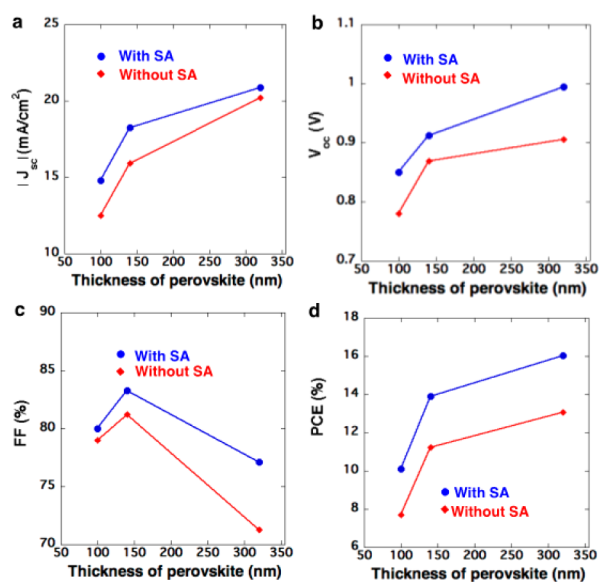 a
25
20
15
10
| J_sc | (mA/cm²)
With SA
Without SA
50 100 150 200 250 300 350
Thickness of perovskite (nm)
b
1.1
1
0.9
0.8
0.7
V_oc (V)
With SA
Without SA
50 100 150 200 250 300 350
Thickness of perovskite (nm)
c
90
85
80
75
70
FF (%)
With SA
Without SA
50 100 150 200 250 300 350
Thickness of perovskite (nm)
d
18
16
14
12
10
8
6
PCE (%)
With SA
Without SA
50 100 150 200 250 300 350
Thickness of perovskite (nm)